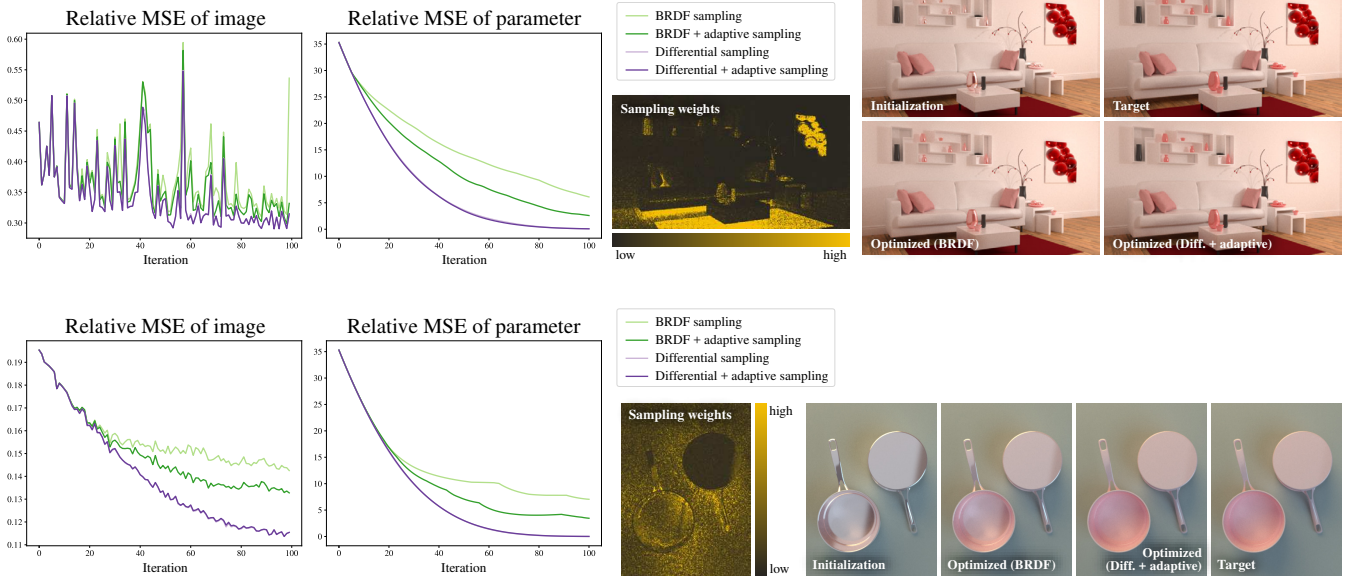 Relative MSE of image
0.60
0.55
0.50
0.45
0.40
0.35
0.30
0 20 40 60 80 100
Iteration
Relative MSE of parameter
35
30
25
20
15
10
5
0
0 20 40 60 80 100
Iteration
BRDF sampling
BRDF + adaptive sampling
Differential sampling
Differential + adaptive sampling
Sampling weights
low high
Initialization
Target
Optimized (BRDF)
Optimized (Diff. + adaptive)
Relative MSE of image
0.19
0.18
0.17
0.16
0.15
0.14
0.13
0.12
0.11
0 20 40 60 80 100
Iteration
Relative MSE of parameter
35
30
25
20
15
10
5
0
0 20 40 60 80 100
Iteration
BRDF sampling
BRDF + adaptive sampling
Differential sampling
Differential + adaptive sampling
Sampling weights
high
low
Initialization
Optimized (BRDF)
Optimized
(Diff. + adaptive)
Target